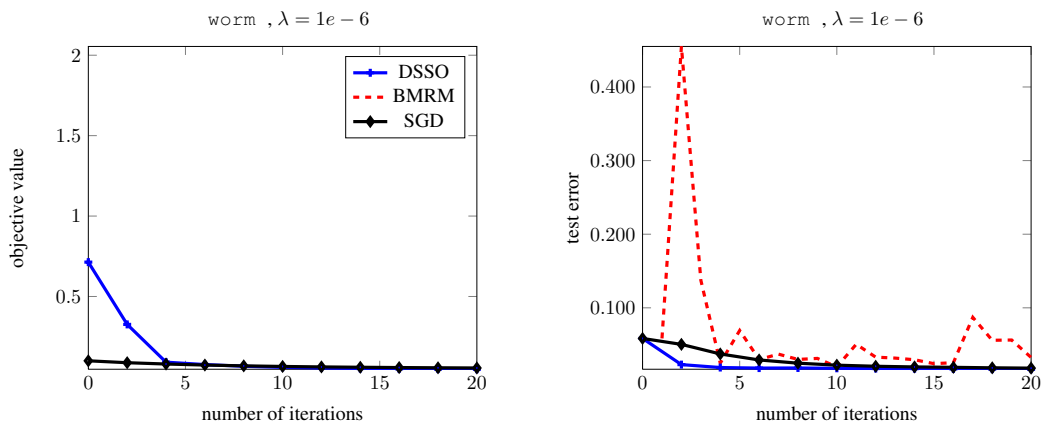 worm , λ = 1e − 6
2
1.5
1
0.5
0
5
10
15
20
objective value
number of iterations
DSSO
BMRM
SGD
worm , λ = 1e − 6
0.400
0.300
0.200
0.100
0
5
10
15
20
test error
number of iterations